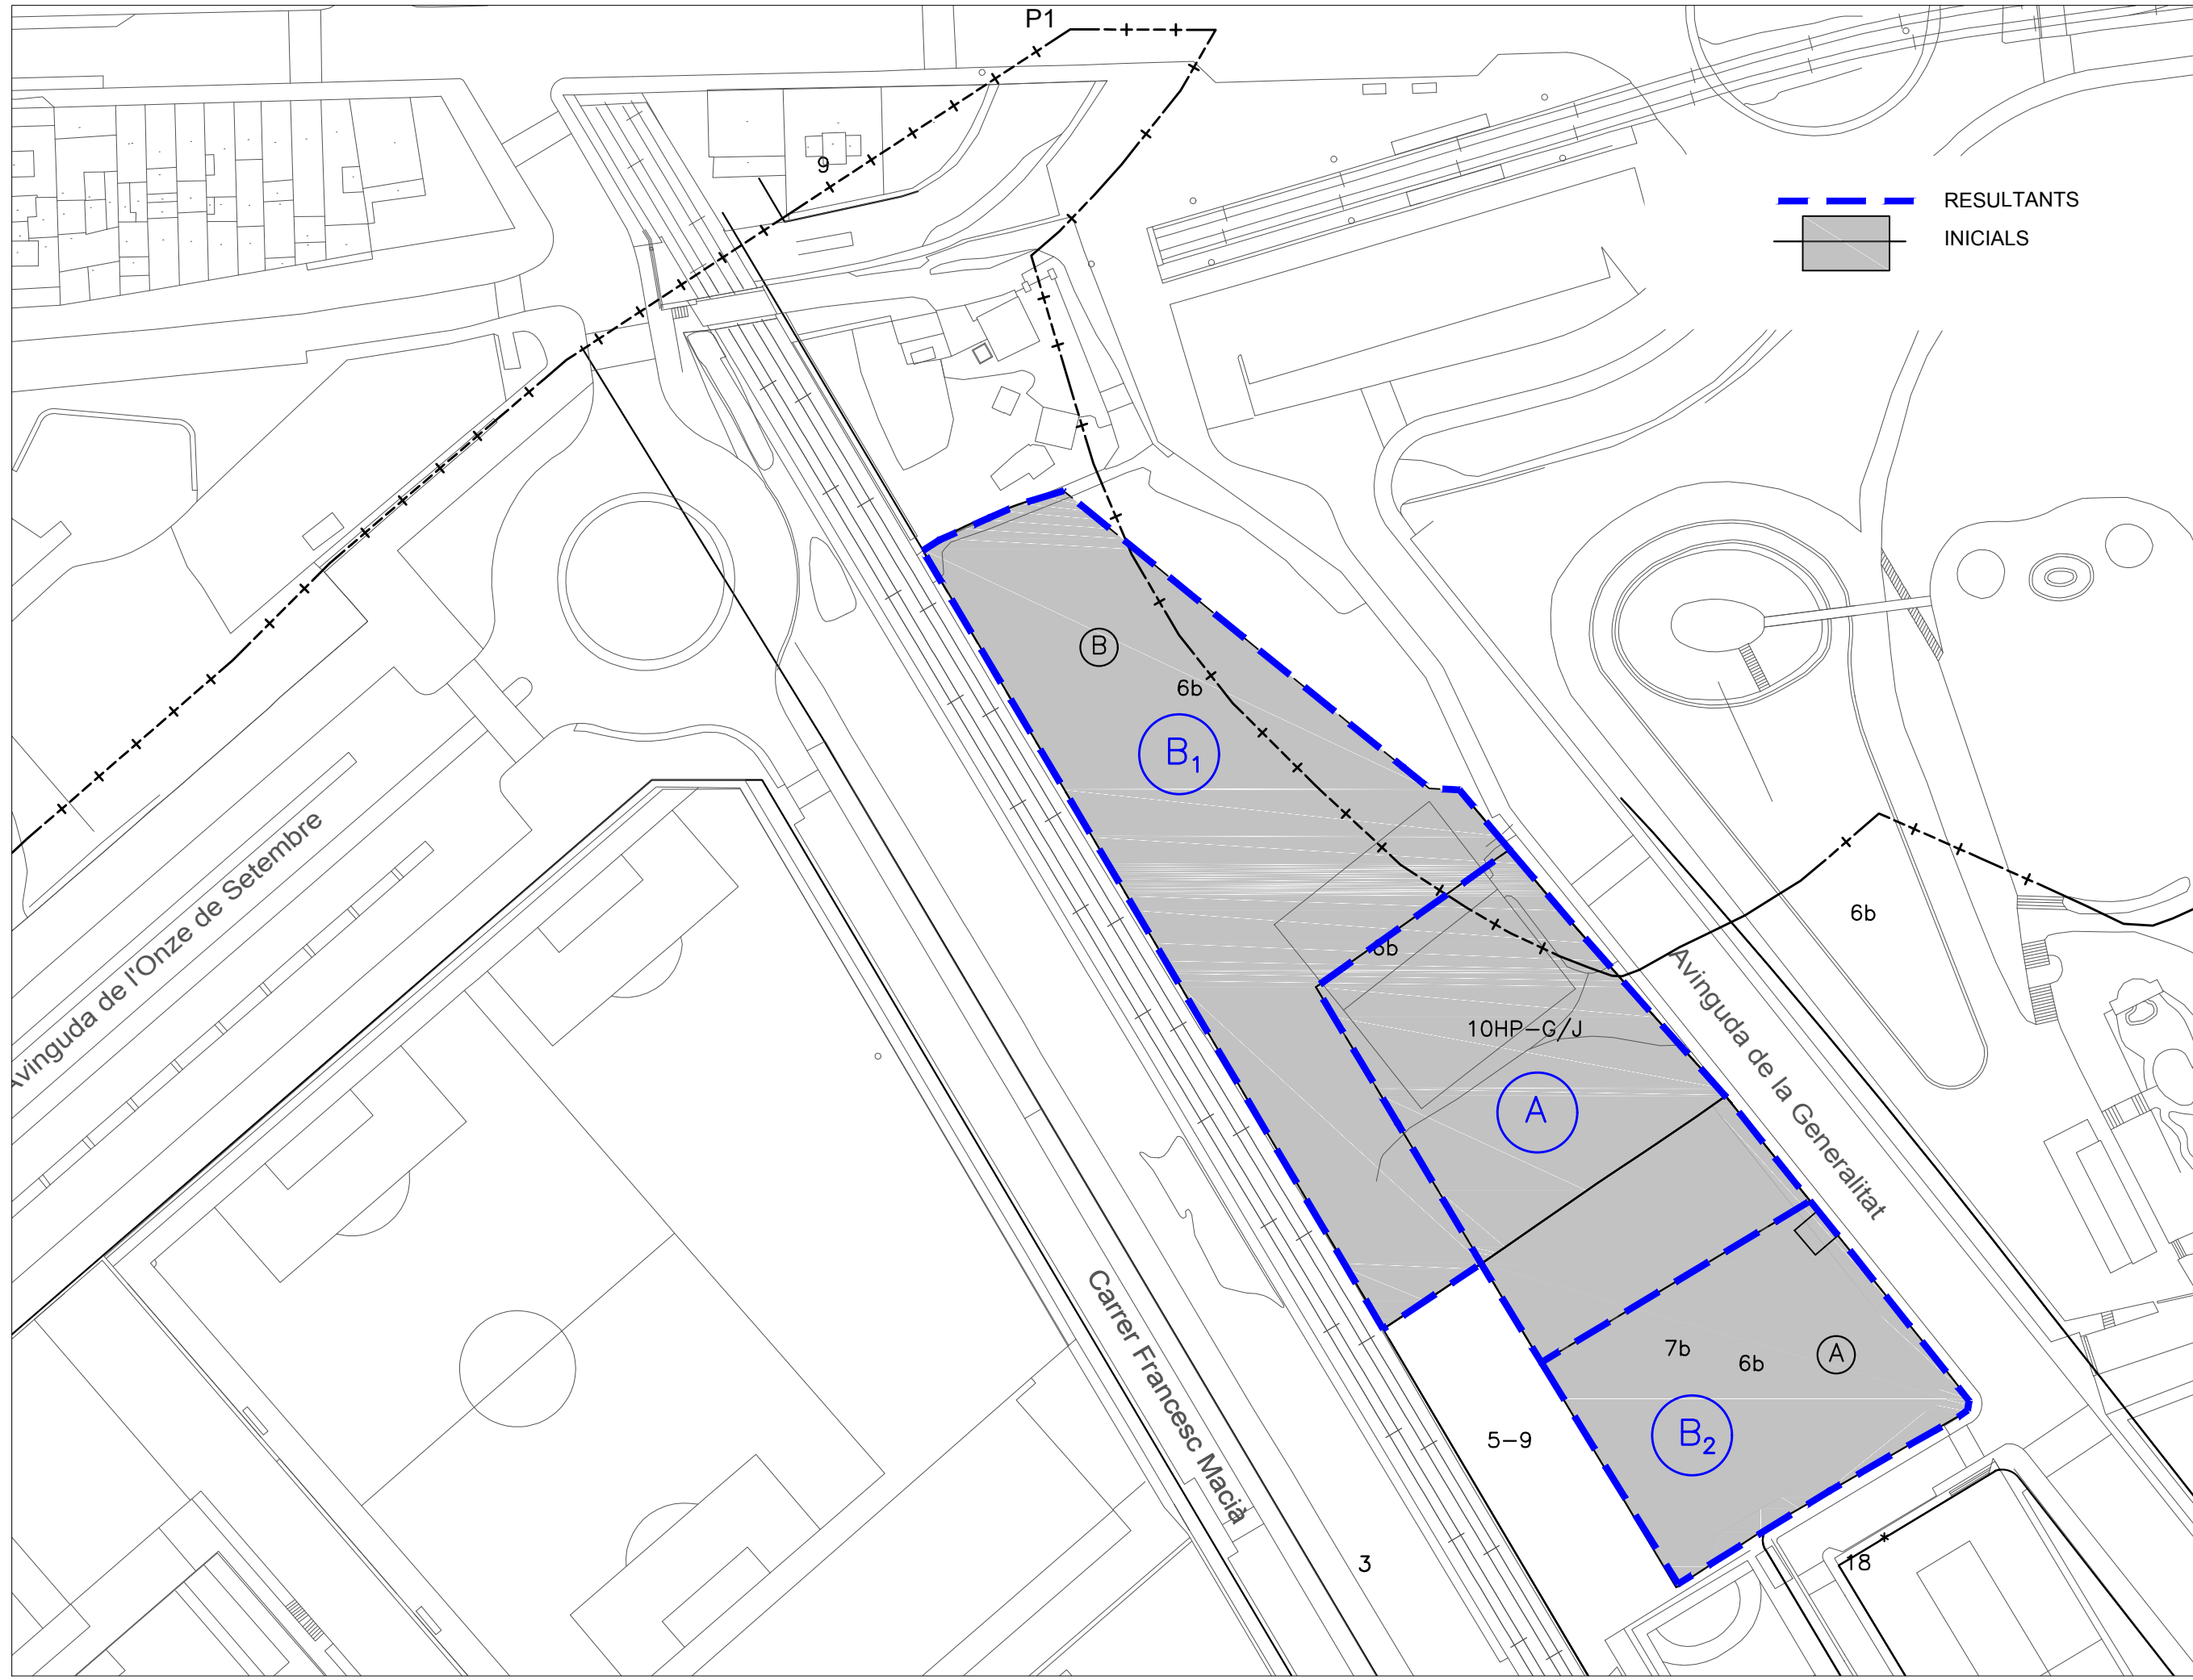 P1
9
RESULTANTS
INICIALS
B
6b
B₁
Avinguda de l'Onze de Setembre
6b
6b
10HP-G/J
Avinguda de la Generalitat
A
Carrer Francesc Macià
7b
6b
A
5-9
B₂
3
18